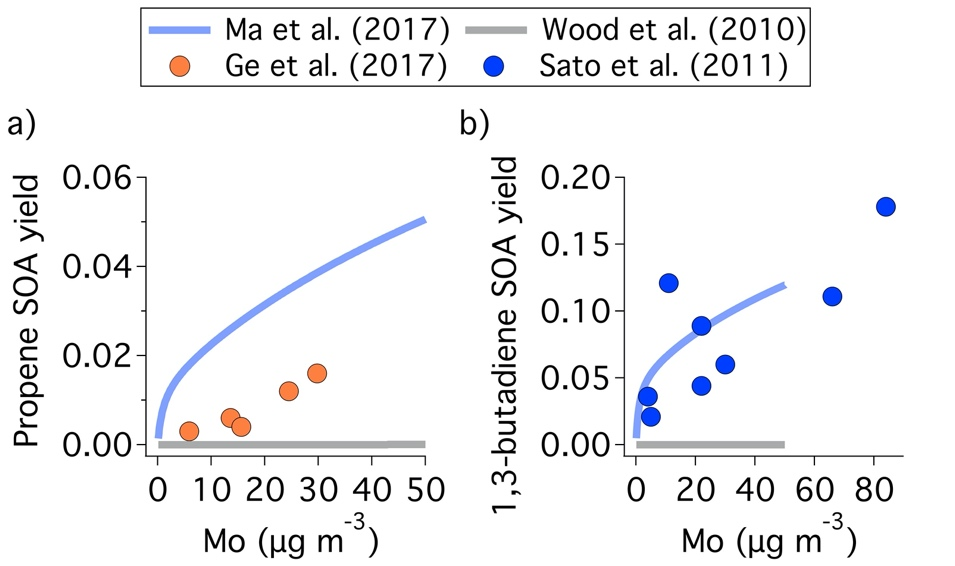 Ma et al. (2017) Wood et al. (2010)
Ge et al. (2017) Sato et al. (2011)
a)
Propene SOA yield
0.06
0.04
0.02
0.00
0 10 20 30 40 50
Mo (µg m-3)
b)
1,3-butadiene SOA yield
0.20
0.15
0.10
0.05
0.00
0 20 40 60 80
Mo (µg m-3)